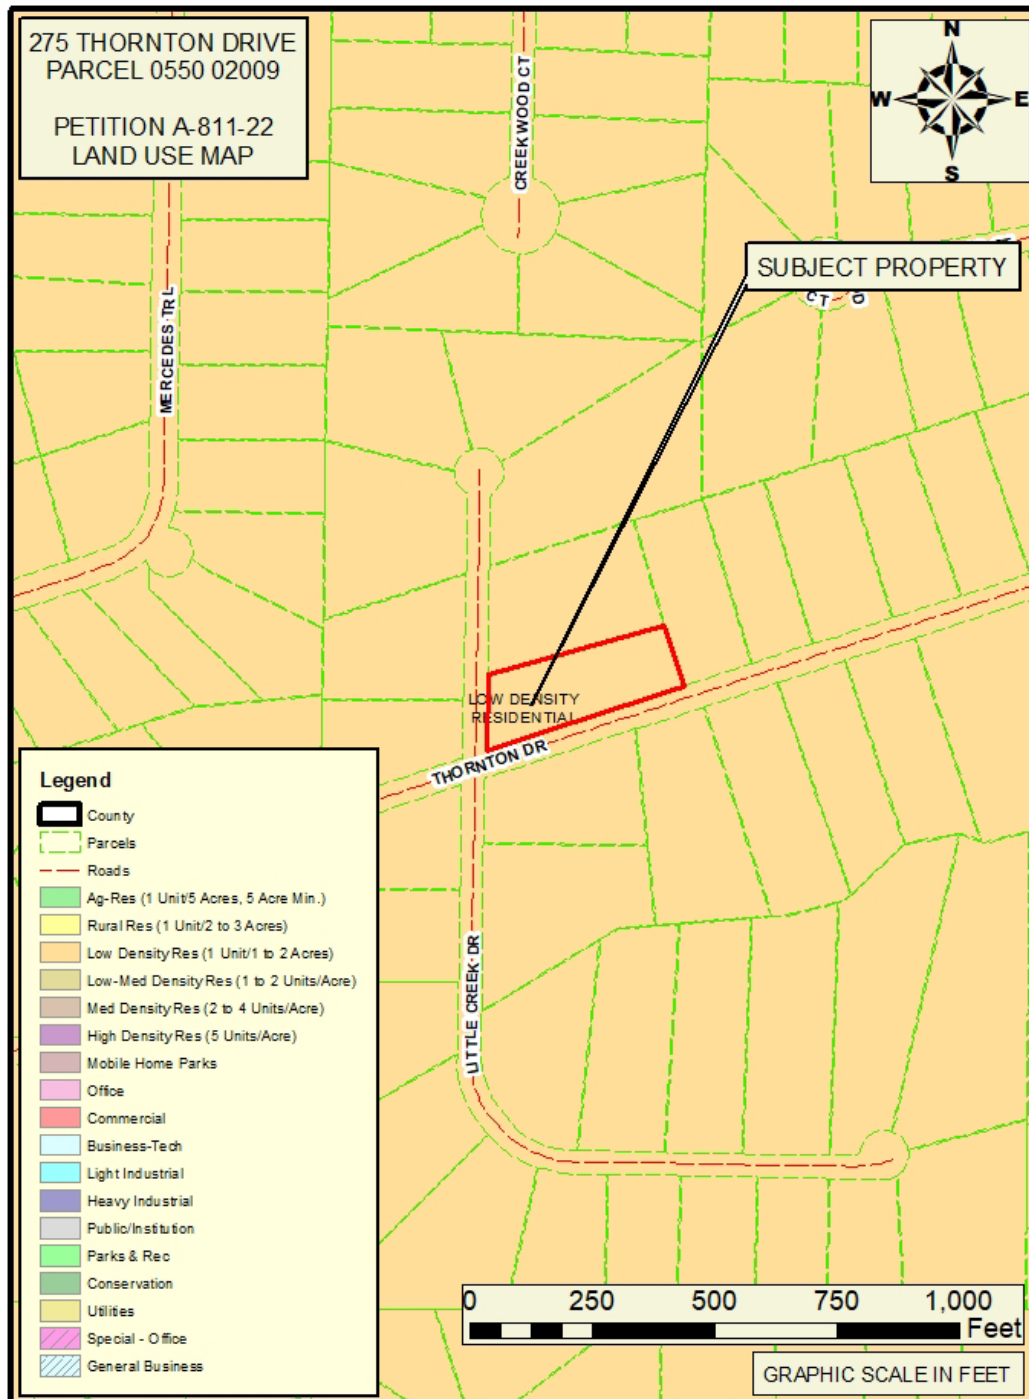 275 THORNTON DRIVE
PARCEL 0550 02009
PETITION A-811-22
LAND USE MAP
N
W E
S
CREEKWOOD CT
SUBJECT PROPERTY
CT
D
MERCEDES TRL
LOW DENSITY
RESIDENTIAL
THORNTON DR
LITTLE CREEK DR
Legend
County
Parcels
Roads
Ag-Res (1 Unit/5 Acres, 5 Acre Min.)
Rural Res (1 Unit/2 to 3 Acres)
Low Density Res (1 Unit/1 to 2 Acres)
Low-Med Density Res (1 to 2 Units/Acre)
Med Density Res (2 to 4 Units/Acre)
High Density Res (5 Units/Acre)
Mobile Home Parks
Office
Commercial
Business-Tech
Light Industrial
Heavy Industrial
Public/Institution
Parks & Rec
Conservation
Utilities
Special - Office
General Business
0 250 500 750 1,000
Feet
GRAPHIC SCALE IN FEET